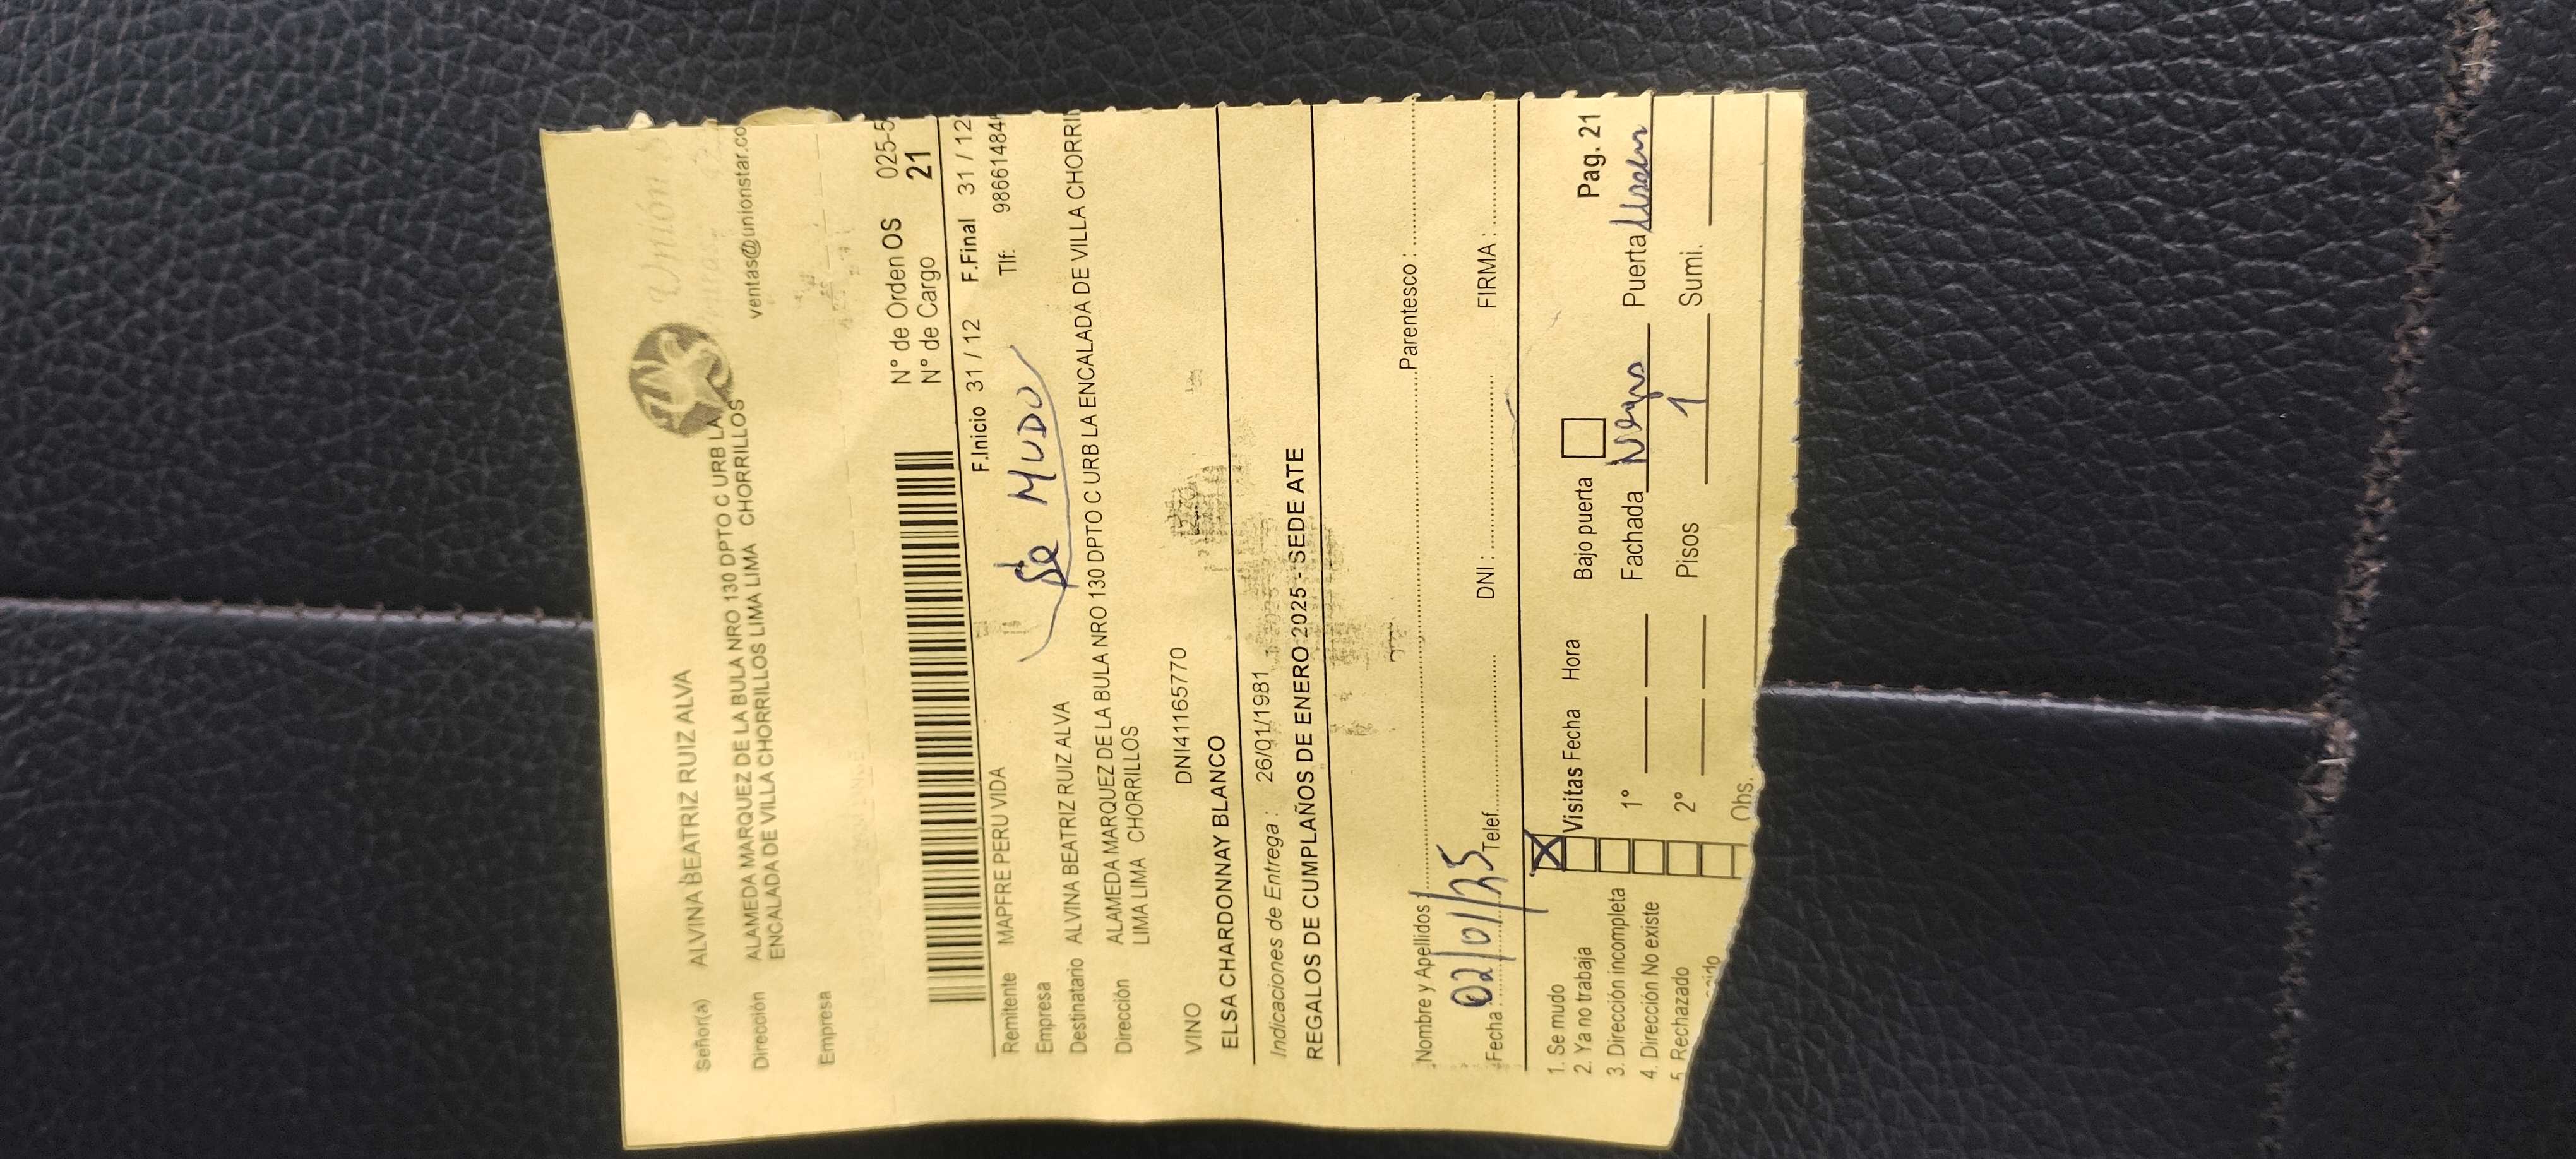 Unión
Señor(a) ALVINA BEATRIZ RUIZ ALVA
Dirección ALAMEDA MARQUEZ DE LA BULA NRO 130 DPTO C URB LA
ENCALADA DE VILLA CHORRILLOS LIMA LIMA CHORRILLOS
ventas@unionstar.co
Empresa
N° de Orden OS 025-5
N° de Cargo 21
F.Inicio 31 / 12 F.Final 31 / 12
Remitente MAPFRE PERU VIDA Tlf: 986614846
Se MUDO
Empresa
Destinatario ALVINA BEATRIZ RUIZ ALVA
Dirección ALAMEDA MARQUEZ DE LA BULA NRO 130 DPTO C URB LA ENCALADA DE VILLA CHORRI
LIMA LIMA CHORRILLOS
VINO DNI41165770
ELSA CHARDONNAY BLANCO
Indicaciones de Entrega : 26/01/1981
REGALOS DE CUMPLAÑOS DE ENERO 2025 - SEDE ATE
Nombre y Apellidos Parentesco :
Fecha : 02/01/25 Telef. DNI : FIRMA :
1. Se mudo X
2. Ya no trabaja Visitas Fecha Hora Bajo puerta Pag. 21
3. Dirección incompleta 1° Fachada Negro Puerta
4. Dirección No existe
5 Rechazado 2° Pisos 1 Sumi.
Obs.